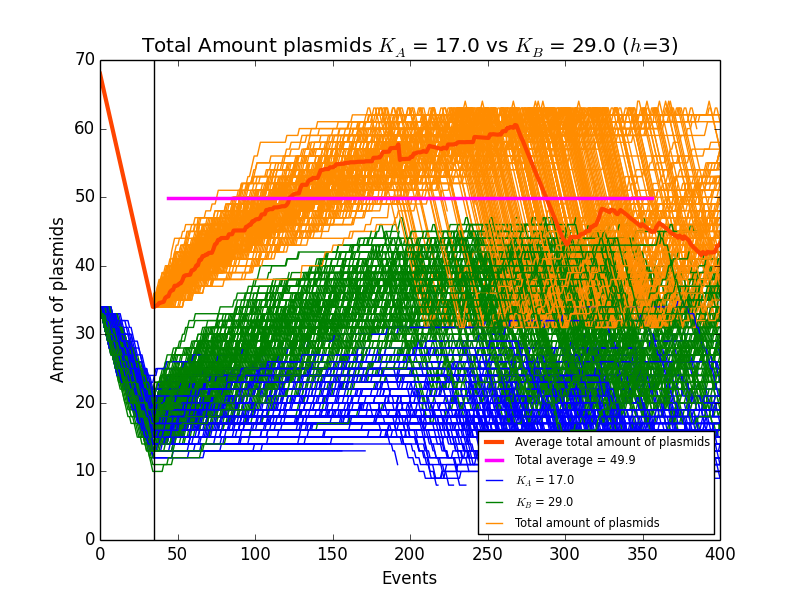 Total Amount plasmids K_A = 17.0 vs K_B = 29.0 (h=3)
70
60
50
40
30
20
10
0
Amount of plasmids
Average total amount of plasmids
Total average = 49.9
K_A = 17.0
K_B = 29.0
Total amount of plasmids
0 50 100 150 200 250 300 350 400
Events